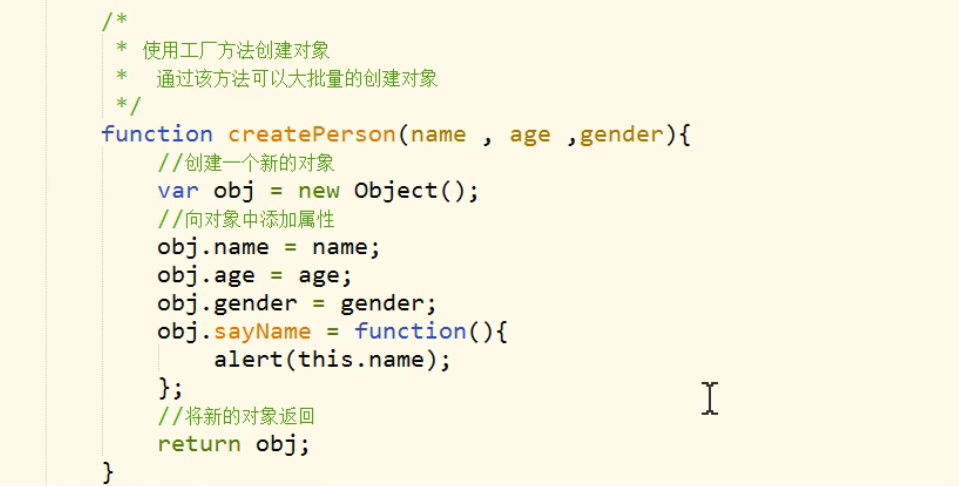 /*
 * 使用工厂方法创建对象
 *  通过该方法可以大批量的创建对象
 */
function createPerson(name , age ,gender){
    //创建一个新的对象
    var obj = new Object();
    //向对象中添加属性
    obj.name = name;
    obj.age = age;
    obj.gender = gender;
    obj.sayName = function(){
        alert(this.name);
    };
    //将新的对象返回
    return obj;
}